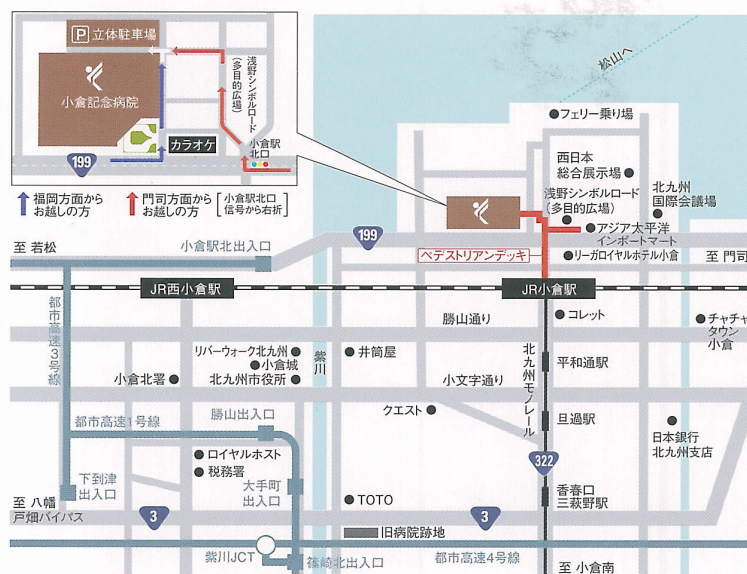 P 立体駐車場
小倉記念病院
浅野シンボルロード
(多目的広場)
カラオケ
小倉駅
北口
199
福岡方面から
お越しの方
門司方面から
お越しの方
小倉駅北口
信号から右折
松山へ
フェリー乗り場
西日本
総合展示場
浅野シンボルロード
(多目的広場)
北九州
国際会議場
アジア太平洋
インポートマート
リーガロイヤルホテル小倉
至 門司
ペデストリアンデッキ
199
至 若松
小倉駅北出入口
JR西小倉駅
JR小倉駅
都市高速3号線
勝山通り
コレット
チャチャ
タウン
小倉
リバーウォーク北九州
小倉城
北九州市役所
小倉北署
紫川
井筒屋
北九州モノレール
平和通駅
小文字通り
クエスト
旦過駅
都市高速1号線
勝山出入口
日本銀行
北九州支店
ロイヤルホスト
税務署
322
下到津
出入口
大手町
出入口
香春口
三萩野駅
至 八幡
戸畑バイパス
3
TOTO
3
旧病院跡地
紫川JCT
篠崎北出入口
都市高速4号線
至 小倉南